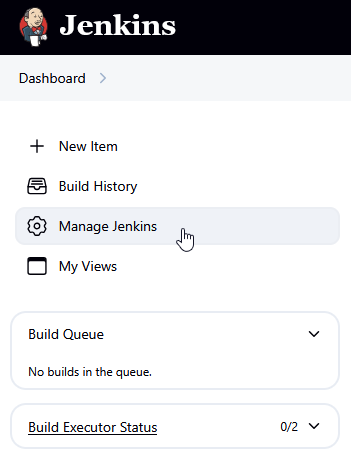 Jenkins
Dashboard
New Item
Build History
Manage Jenkins
My Views
Build Queue
No builds in the queue.
Build Executor Status 0/2